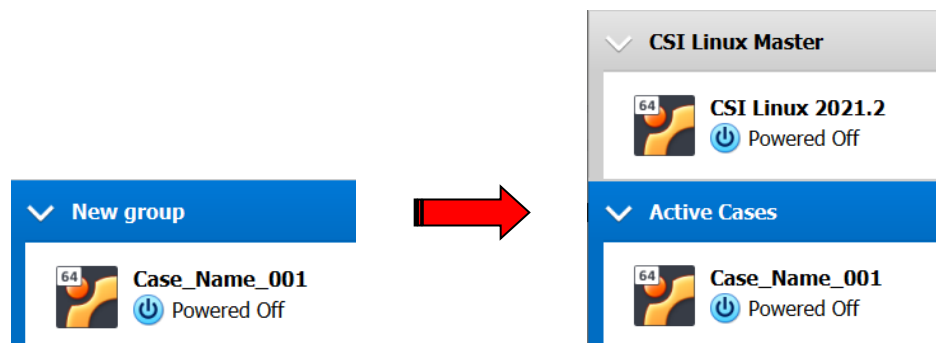 New group
64
Case_Name_001
Powered Off
CSI Linux Master
64
CSI Linux 2021.2
Powered Off
Active Cases
64
Case_Name_001
Powered Off